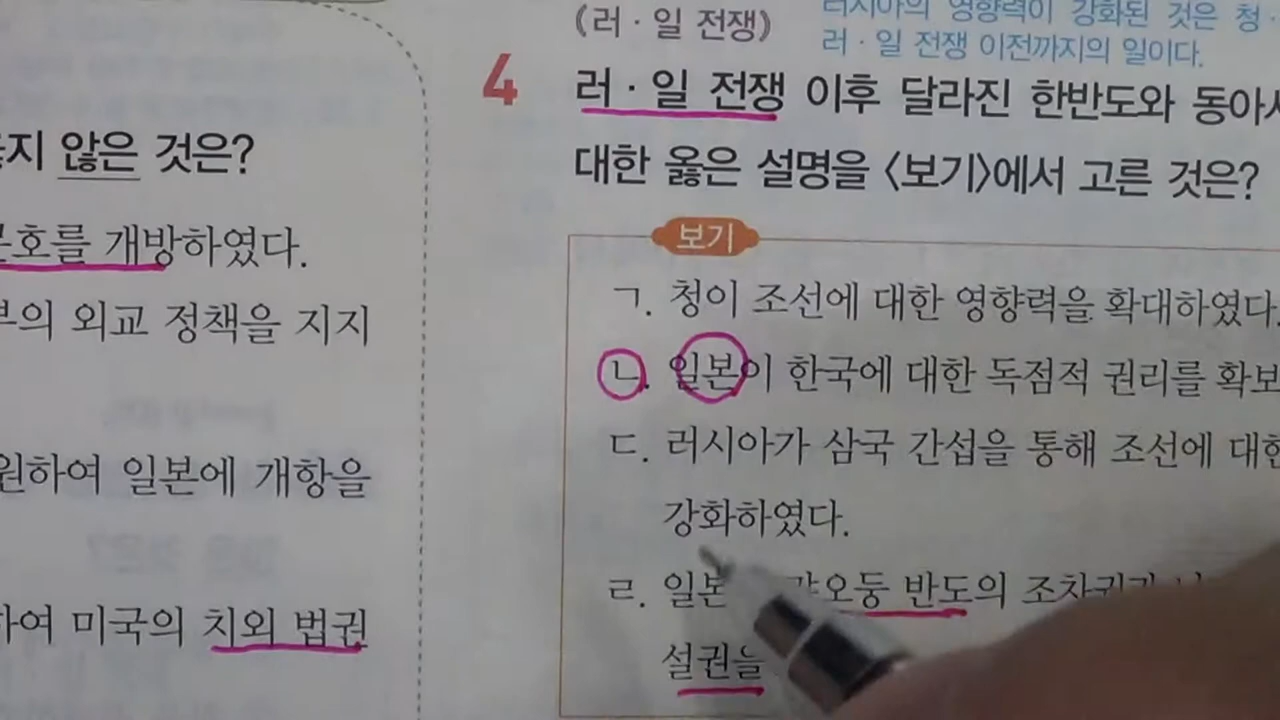 않은 것은?
호를 개방하였다.
의 외교 정책을 지지
원하여 일본에 개항을
하여 미국의 치외 법권
(러·일 전쟁)
러시아의 영향력이 강화된 것은 청·
러·일 전쟁 이전까지의 일이다.
4
러·일 전쟁 이후 달라진 한반도와
대한 옳은 설명을 〈보기〉에서 고른 것은?
보기
ㄱ. 청이 조선에 대한 영향력을 확대하였다.
ㄴ. 일본이 한국에 대한 독점적 권리를 확보
ㄷ. 러시아가 삼국 간섭을 통해 조선에 대한
강화하였다.
ㄹ. 일본 반도의
설권을